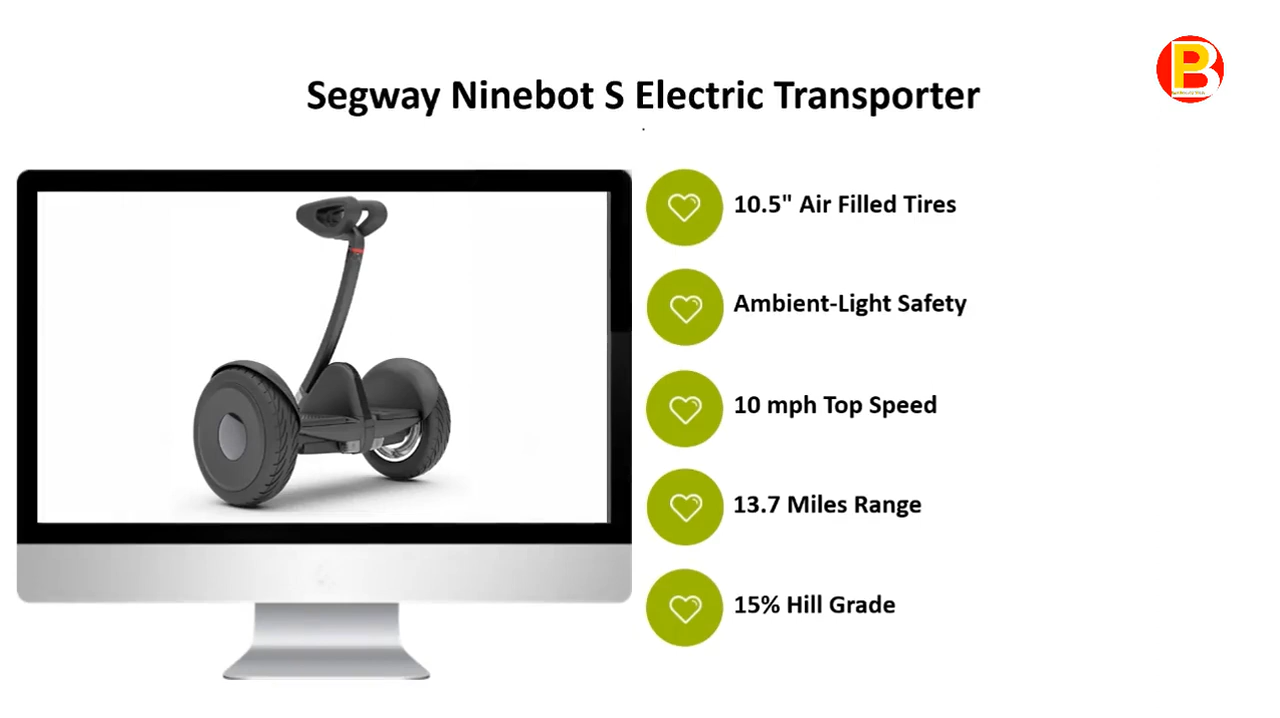 Segway Ninebot S Electric Transporter
10.5" Air Filled Tires
Ambient-Light Safety
10 mph Top Speed
13.7 Miles Range
15% Hill Grade